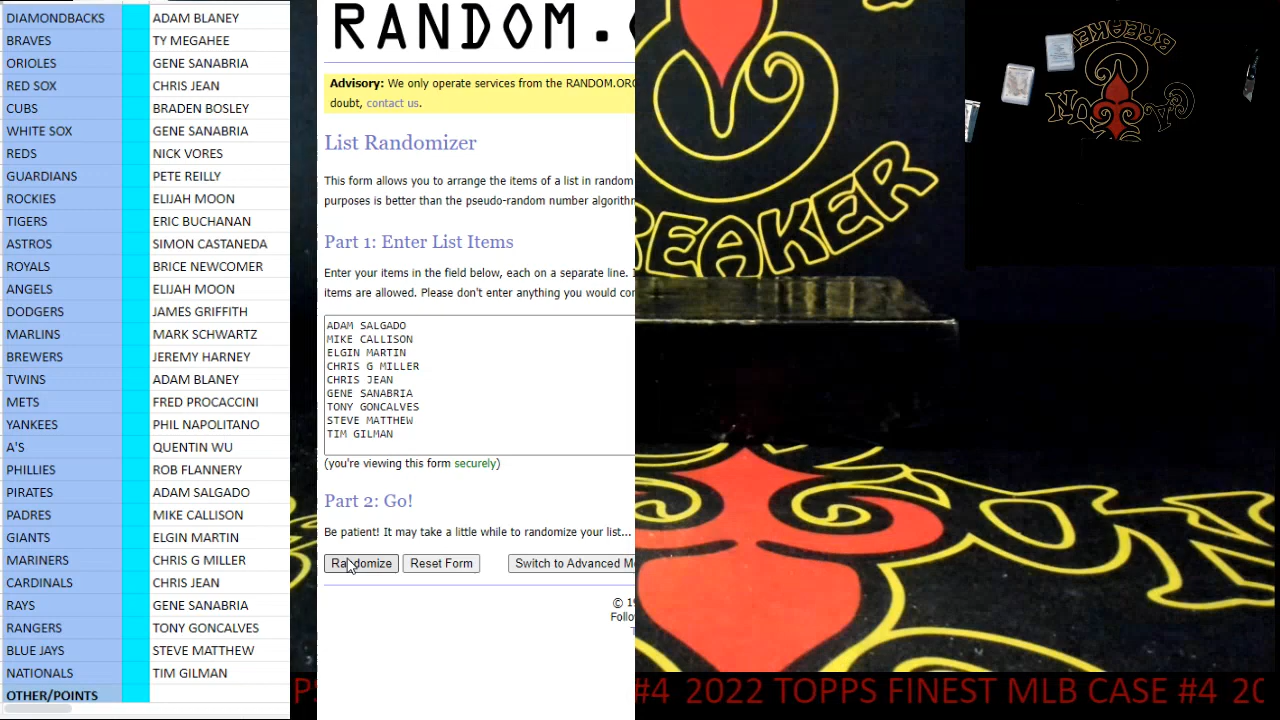 DIAMONDBACKS ADAM BLANEY
BRAVES TY MEGAHEE
ORIOLES GENE SANABRIA
RED SOX CHRIS JEAN
CUBS BRADEN BOSLEY
WHITE SOX GENE SANABRIA
REDS NICK VORES
GUARDIANS PETE REILLY
ROCKIES ELIJAH MOON
TIGERS ERIC BUCHANAN
ASTROS SIMON CASTANEDA
ROYALS BRICE NEWCOMER
ANGELS ELIJAH MOON
DODGERS JAMES GRIFFITH
MARLINS MARK SCHWARTZ
BREWERS JEREMY HARNEY
TWINS ADAM BLANEY
METS FRED PROCACCINI
YANKEES PHIL NAPOLITANO
A'S QUENTIN WU
PHILLIES ROB FLANNERY
PIRATES ADAM SALGADO
PADRES MIKE CALLISON
GIANTS ELGIN MARTIN
MARINERS CHRIS G MILLER
CARDINALS CHRIS JEAN
RAYS GENE SANABRIA
RANGERS TONY GONCALVES
BLUE JAYS STEVE MATTHEW
NATIONALS TIM GILMAN
OTHER/POINTS
RANDOM.
Advisory: We only operate services from the RANDOM.ORG
doubt, contact us.
List Randomizer
This form allows you to arrange the items of a list in random
purposes is better than the pseudo-random number algorithm
Part 1: Enter List Items
Enter your items in the field below, each on a separate line.
items are allowed. Please don't enter anything you would
ADAM SALGADO
MIKE CALLISON
ELGIN MARTIN
CHRIS G MILLER
CHRIS JEAN
GENE SANABRIA
TONY GONCALVES
STEVE MATTHEW
TIM GILMAN
(you're viewing this form securely)
Part 2: Go!
Be patient! It may take a little while to randomize your list...
Randomize Reset Form Switch to Advanced
©
Follo
BREAKER
BREAKER
#4 2022 TOPPS FINEST MLB CASE #4 20